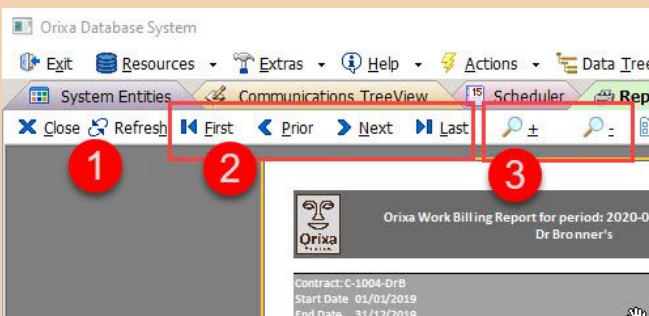 Orixa Database System
Exit Resources Extras Help Actions Data Tree
System Entities Communications TreeView 15 Scheduler Rep
Close Refresh First Prior Next Last + -
1 2 3
Orixa Work Billing Report for period: 2020-0
Dr Bronner's
Orixa
Contract: C-1004-DrB
Start Date 01/01/2019
End Date 31/12/2019